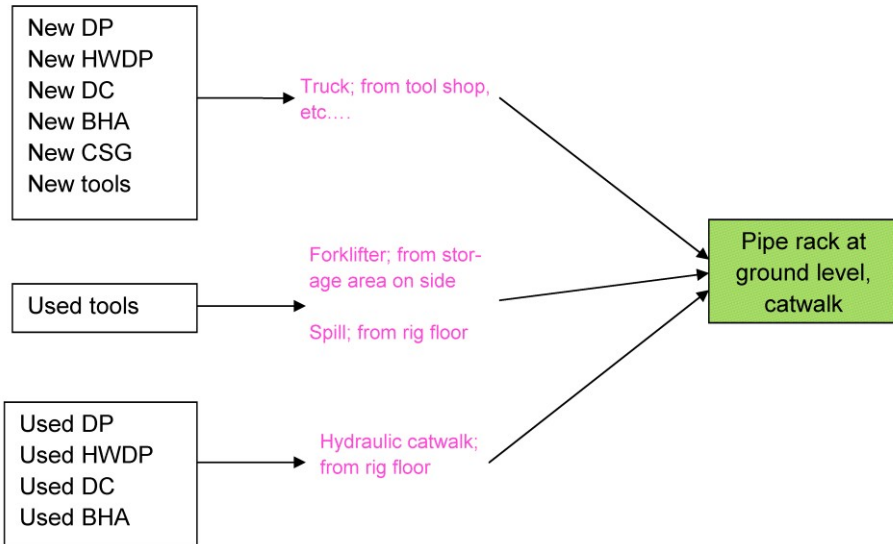 New DP
New HWDP
New DC
New BHA
New CSG
New tools
Truck; from tool shop,
etc....
Forklifter; from stor-
age area on side
Used tools
Spill; from rig floor
Pipe rack at
ground level,
catwalk
Used DP
Used HWDP
Used DC
Used BHA
Hydraulic catwalk;
from rig floor